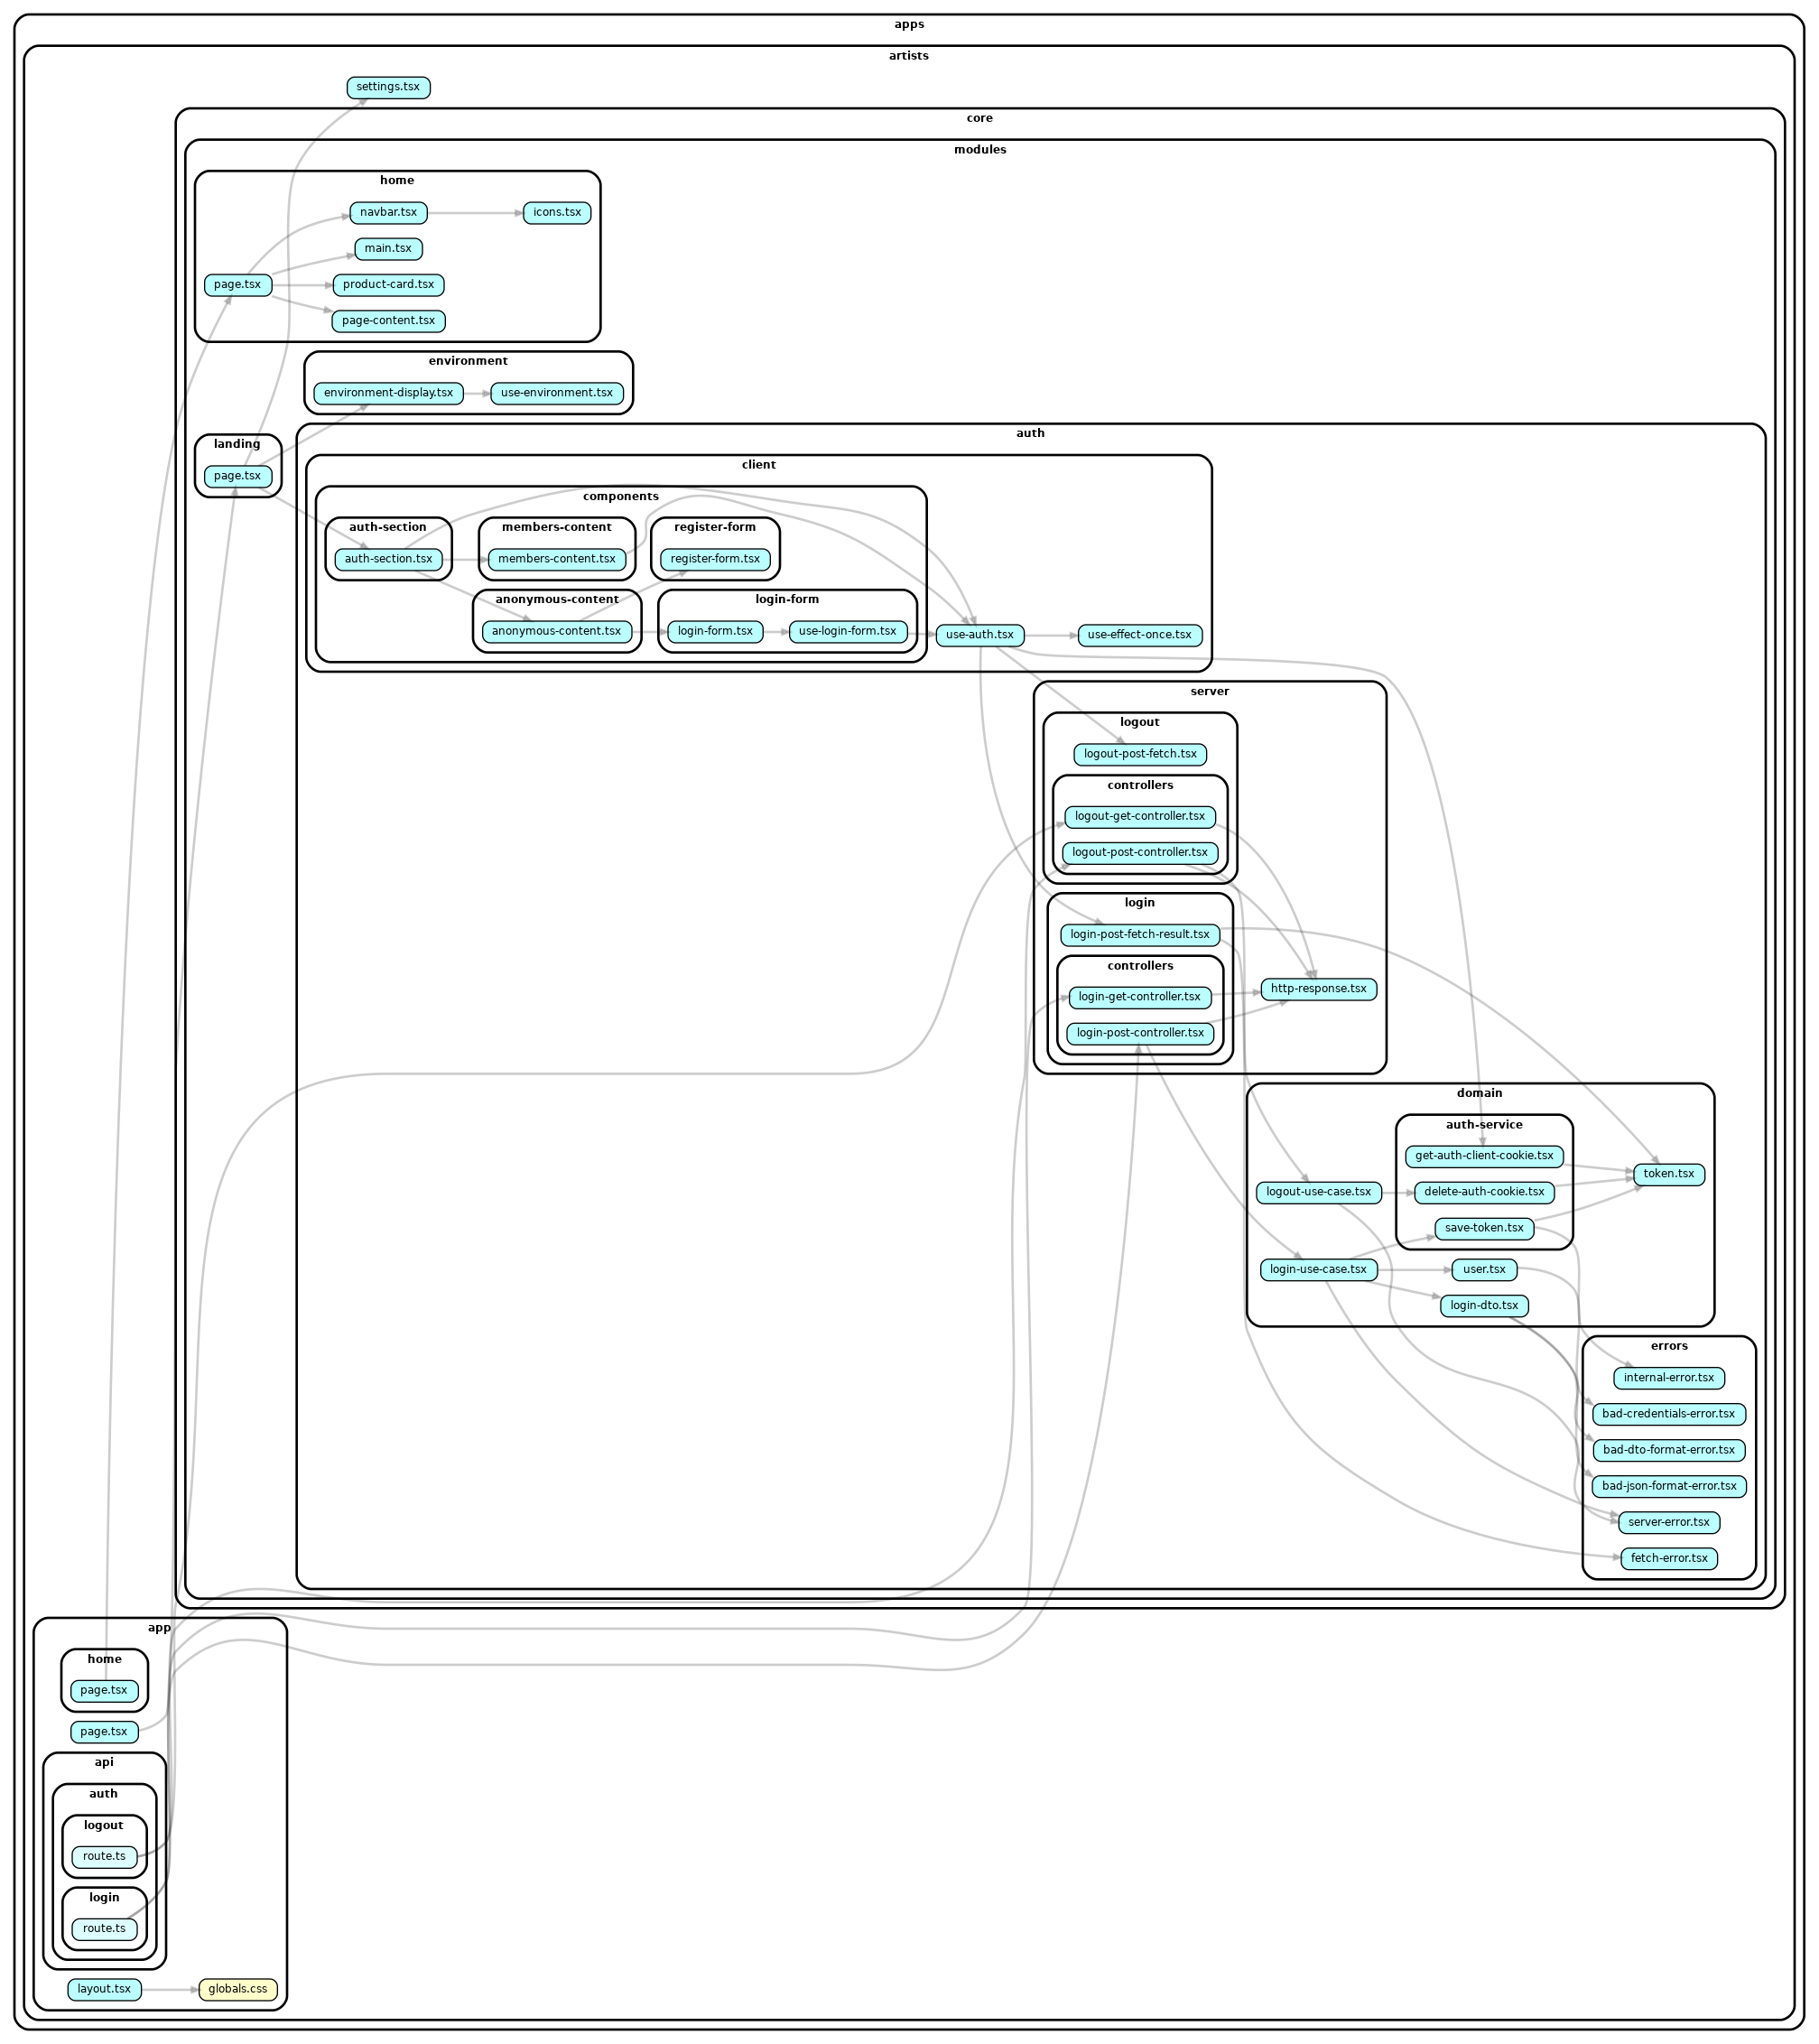 apps
artists
settings.tsx
core
modules
home
navbar.tsx
icons.tsx
main.tsx
page.tsx
product-card.tsx
page-content.tsx
environment
environment-display.tsx
use-environment.tsx
landing
page.tsx
auth
client
components
auth-section
members-content
register-form
auth-section.tsx
members-content.tsx
register-form.tsx
anonymous-content
login-form
anonymous-content.tsx
login-form.tsx
use-login-form.tsx
use-auth.tsx
use-effect-once.tsx
server
logout
logout-post-fetch.tsx
controllers
logout-get-controller.tsx
logout-post-controller.tsx
login
login-post-fetch-result.tsx
controllers
login-get-controller.tsx
http-response.tsx
login-post-controller.tsx
domain
auth-service
get-auth-client-cookie.tsx
token.tsx
logout-use-case.tsx
delete-auth-cookie.tsx
save-token.tsx
login-use-case.tsx
user.tsx
login-dto.tsx
errors
internal-error.tsx
bad-credentials-error.tsx
bad-dto-format-error.tsx
bad-json-format-error.tsx
server-error.tsx
fetch-error.tsx
app
home
page.tsx
page.tsx
api
auth
logout
route.ts
login
route.ts
layout.tsx
globals.css